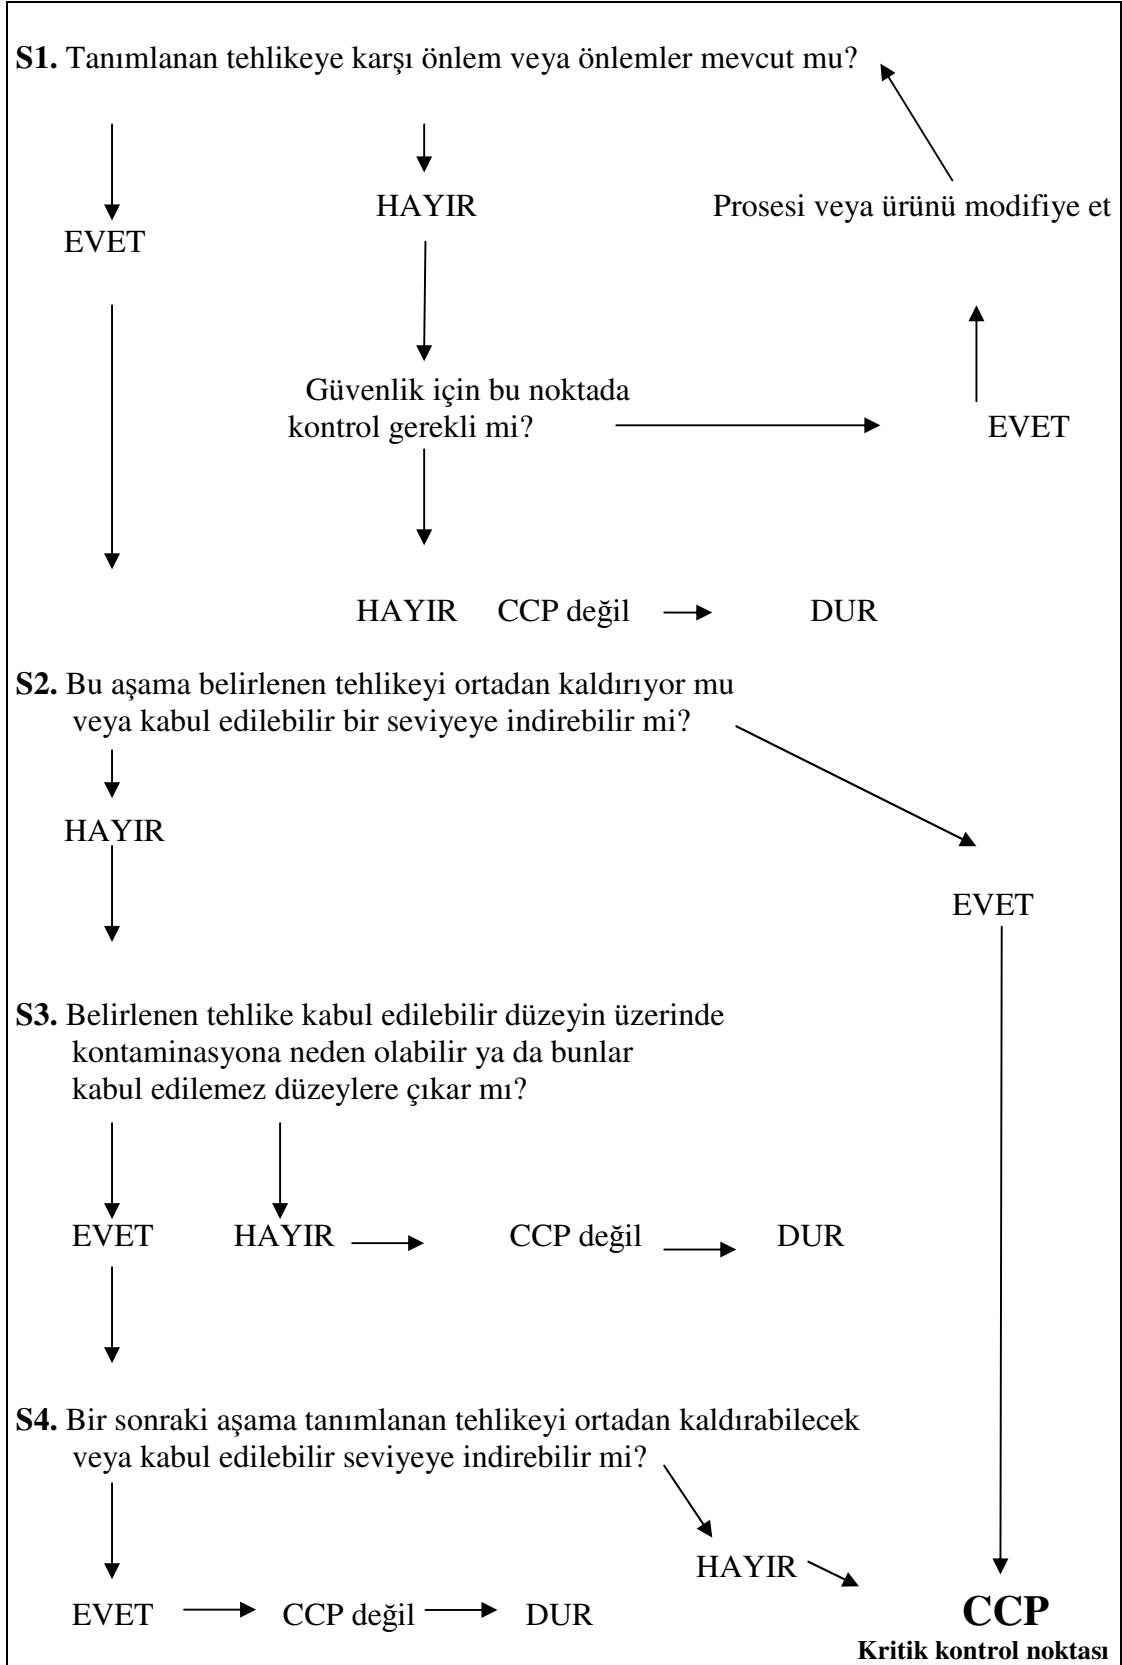 S1. Tanımlanan tehlikeye karşı önlem veya önlemler mevcut mu?
HAYIR
Prosesi veya ürünü modifiye et
EVET
Güvenlik için bu noktada
kontrol gerekli mi?
EVET
HAYIR CCP değil DUR
S2. Bu aşama belirlenen tehlikeyi ortadan kaldırıyor mu
veya kabul edilebilir bir seviyeye indirebilir mi?
HAYIR
EVET
S3. Belirlenen tehlike kabul edilebilir düzeyin üzerinde
kontaminasyona neden olabilir ya da bunlar
kabul edilemez düzeylere çıkar mı?
EVET HAYIR CCP değil DUR
S4. Bir sonraki aşama tanımlanan tehlikeyi ortadan kaldırabilecek
veya kabul edilebilir seviyeye indirebilir mi?
HAYIR
EVET CCP değil DUR
CCP
Kritik kontrol noktası